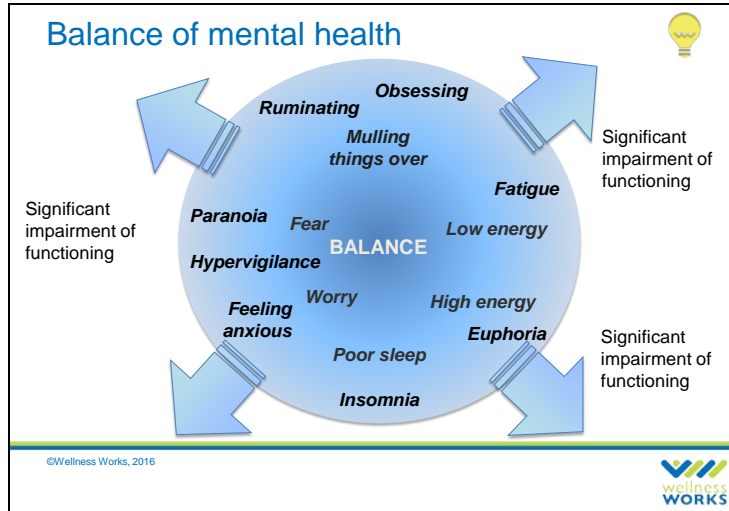 Balance of mental health
Obsessing
Ruminating
Mulling
things over
Significant
impairment of
functioning
Fatigue
Significant
impairment of
functioning
Paranoia
Fear
Low energy
BALANCE
Hypervigilance
Worry
High energy
Feeling
anxious
Euphoria
Significant
impairment of
functioning
Poor sleep
Insomnia
©Wellness Works, 2016
wellness
WORKS